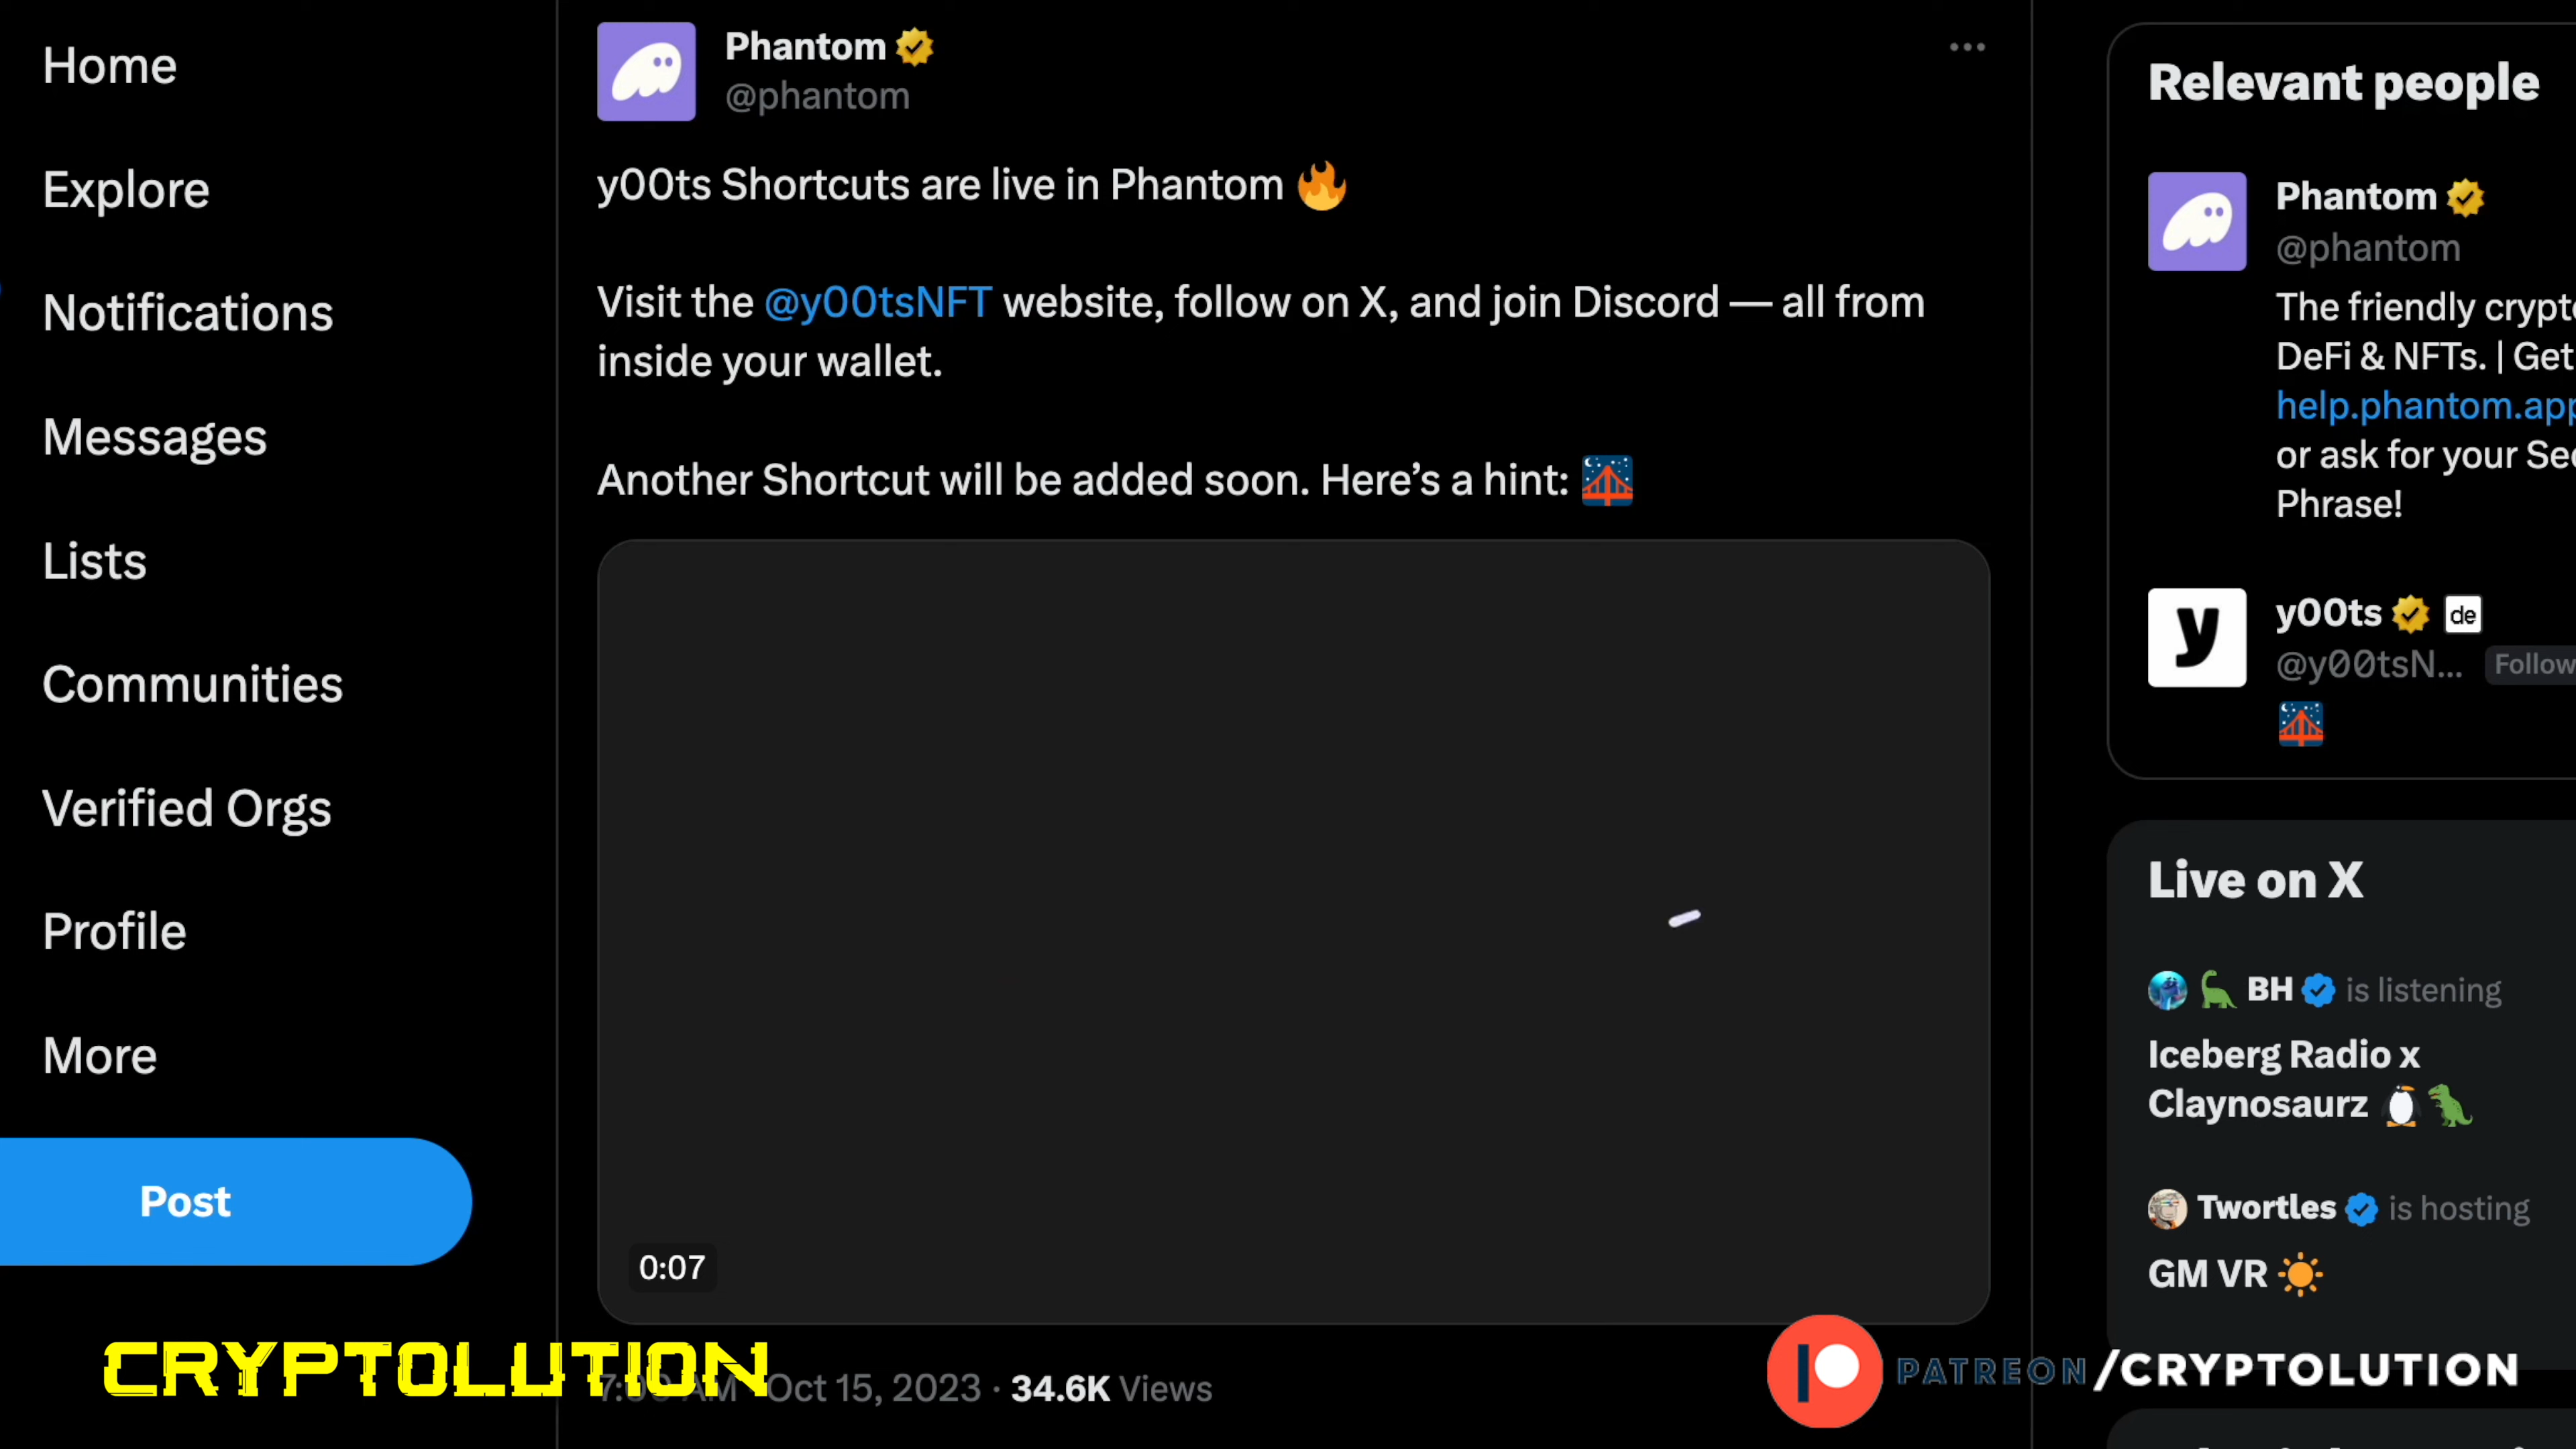 Home
Explore
Notifications
Messages
Lists
Communities
Verified Orgs
Profile
More
Post
Phantom
@phantom
y00ts Shortcuts are live in Phantom 🔥
Visit the @y00tsNFT website, follow on X, and join Discord — all from
inside your wallet.
Another Shortcut will be added soon. Here’s a hint: 🌉
0:07
Oct 15, 2023 · 34.6K Views
Relevant people
Phantom
@phantom
The friendly crypto
DeFi & NFTs. | Get
help.phantom.app
or ask for your Sec
Phrase!
y00ts
de
@y00tsN...
Follow
🌉
Live on X
🦕 BH is listening
Iceberg Radio x
Claynosaurz 🐧🦖
Twortles is hosting
GM VR ☀️
CRYPTOLUTION
PATREON/CRYPTOLUTION